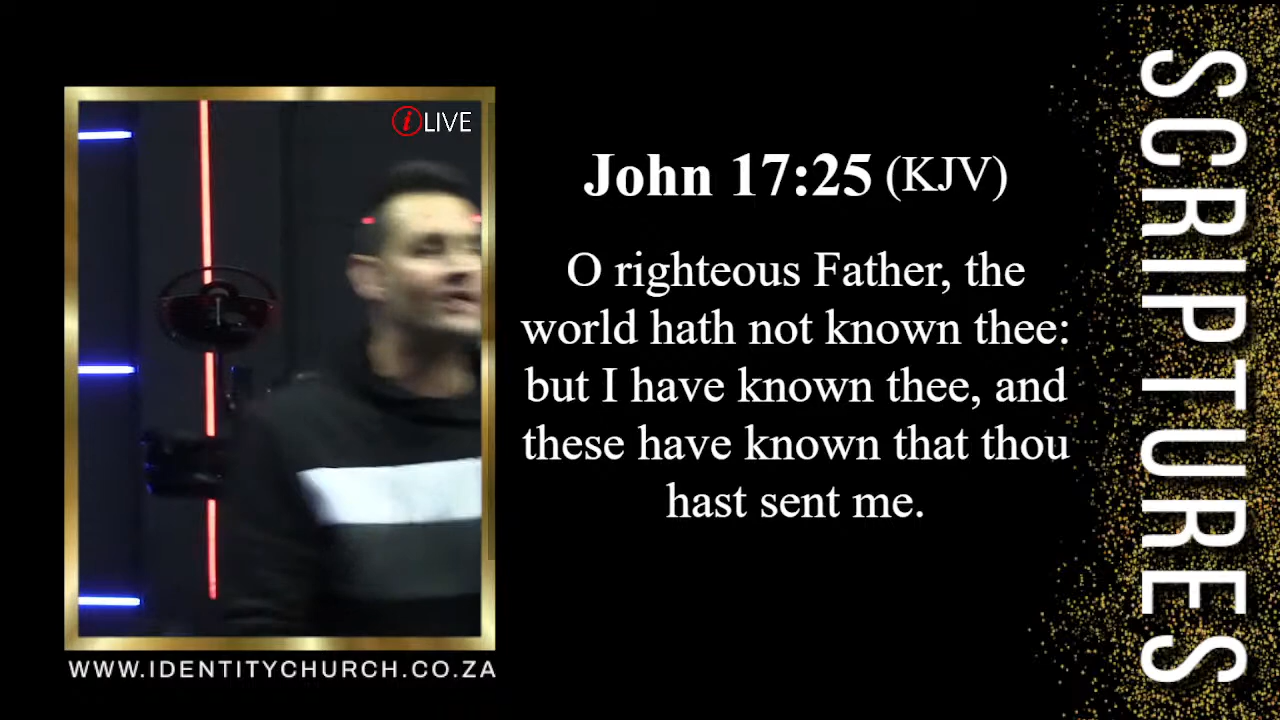 i LIVE
John 17:25 (KJV)
O righteous Father, the
world hath not known thee:
but I have known thee, and
these have known that thou
hast sent me.
WWW.IDENTITYCHURCH.CO.ZA
SCRIPTURES